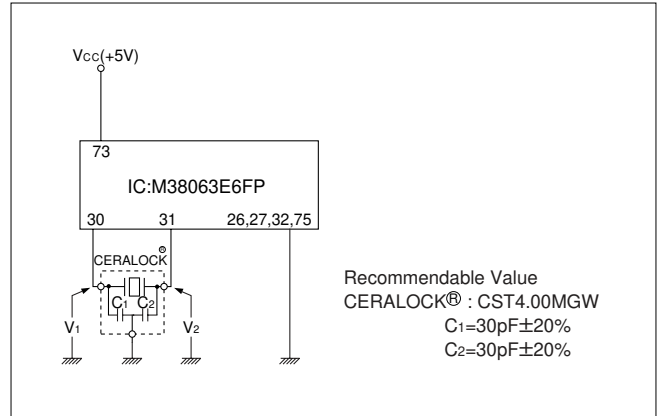 Vcc(+5V)
73
IC:M38063E6FP
30 31 26,27,32,75
CERALOCK®
C1 C2
V1 V2
Recommendable Value
CERALOCK® : CST4.00MGW
C1=30pF±20%
C2=30pF±20%